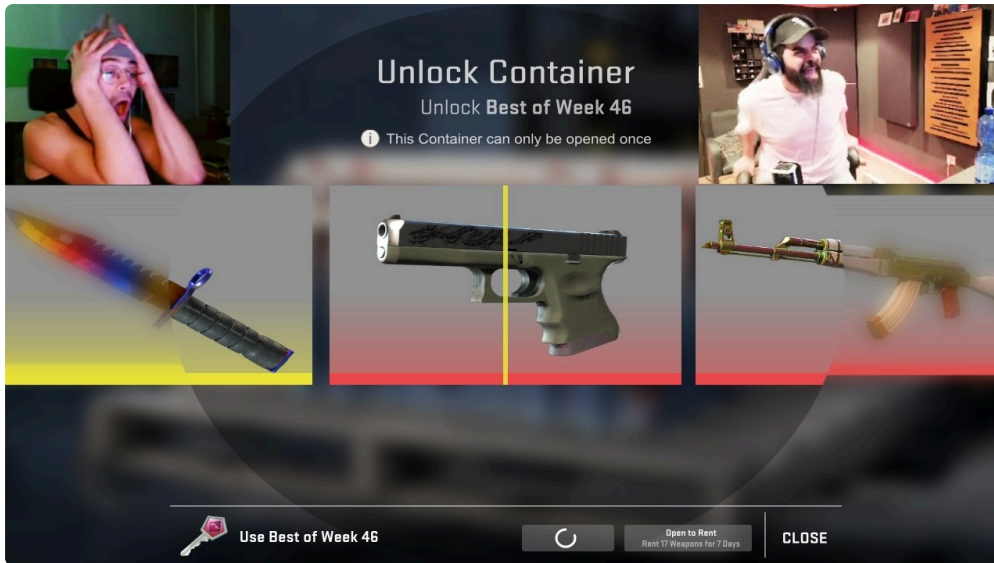 Unlock Container
Unlock Best of Week 46
i This Container can only be opened once
Use Best of Week 46
Open to Rent
Rent 17 Weapons for 7 Days
CLOSE